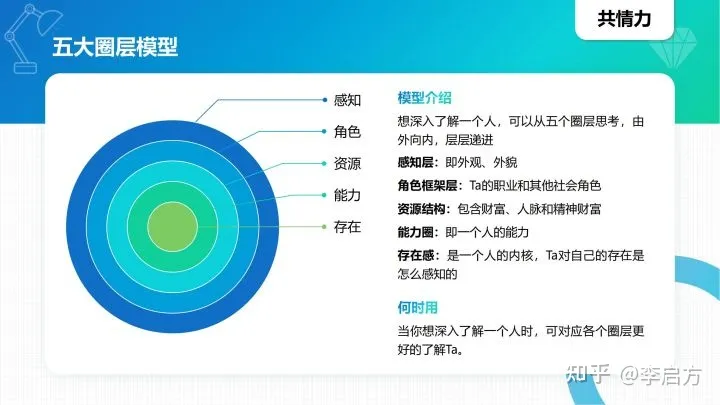 共情力
五大圈层模型
感知
角色
资源
能力
存在
模型介绍
想深入了解一个人，可以从五个圈层思考，由
外向内，层层递进
感知层：即外观、外貌
角色框架层：Ta的职业和其他社会角色
资源结构：包含财富、人脉和精神财富
能力圈：即一个人的能力
存在感：是一个人的内核，Ta对自己的存在是
怎么感知的
何时用
当你想深入了解一个人时，可对应各个圈层更
好的了解Ta。
知乎 @李启方